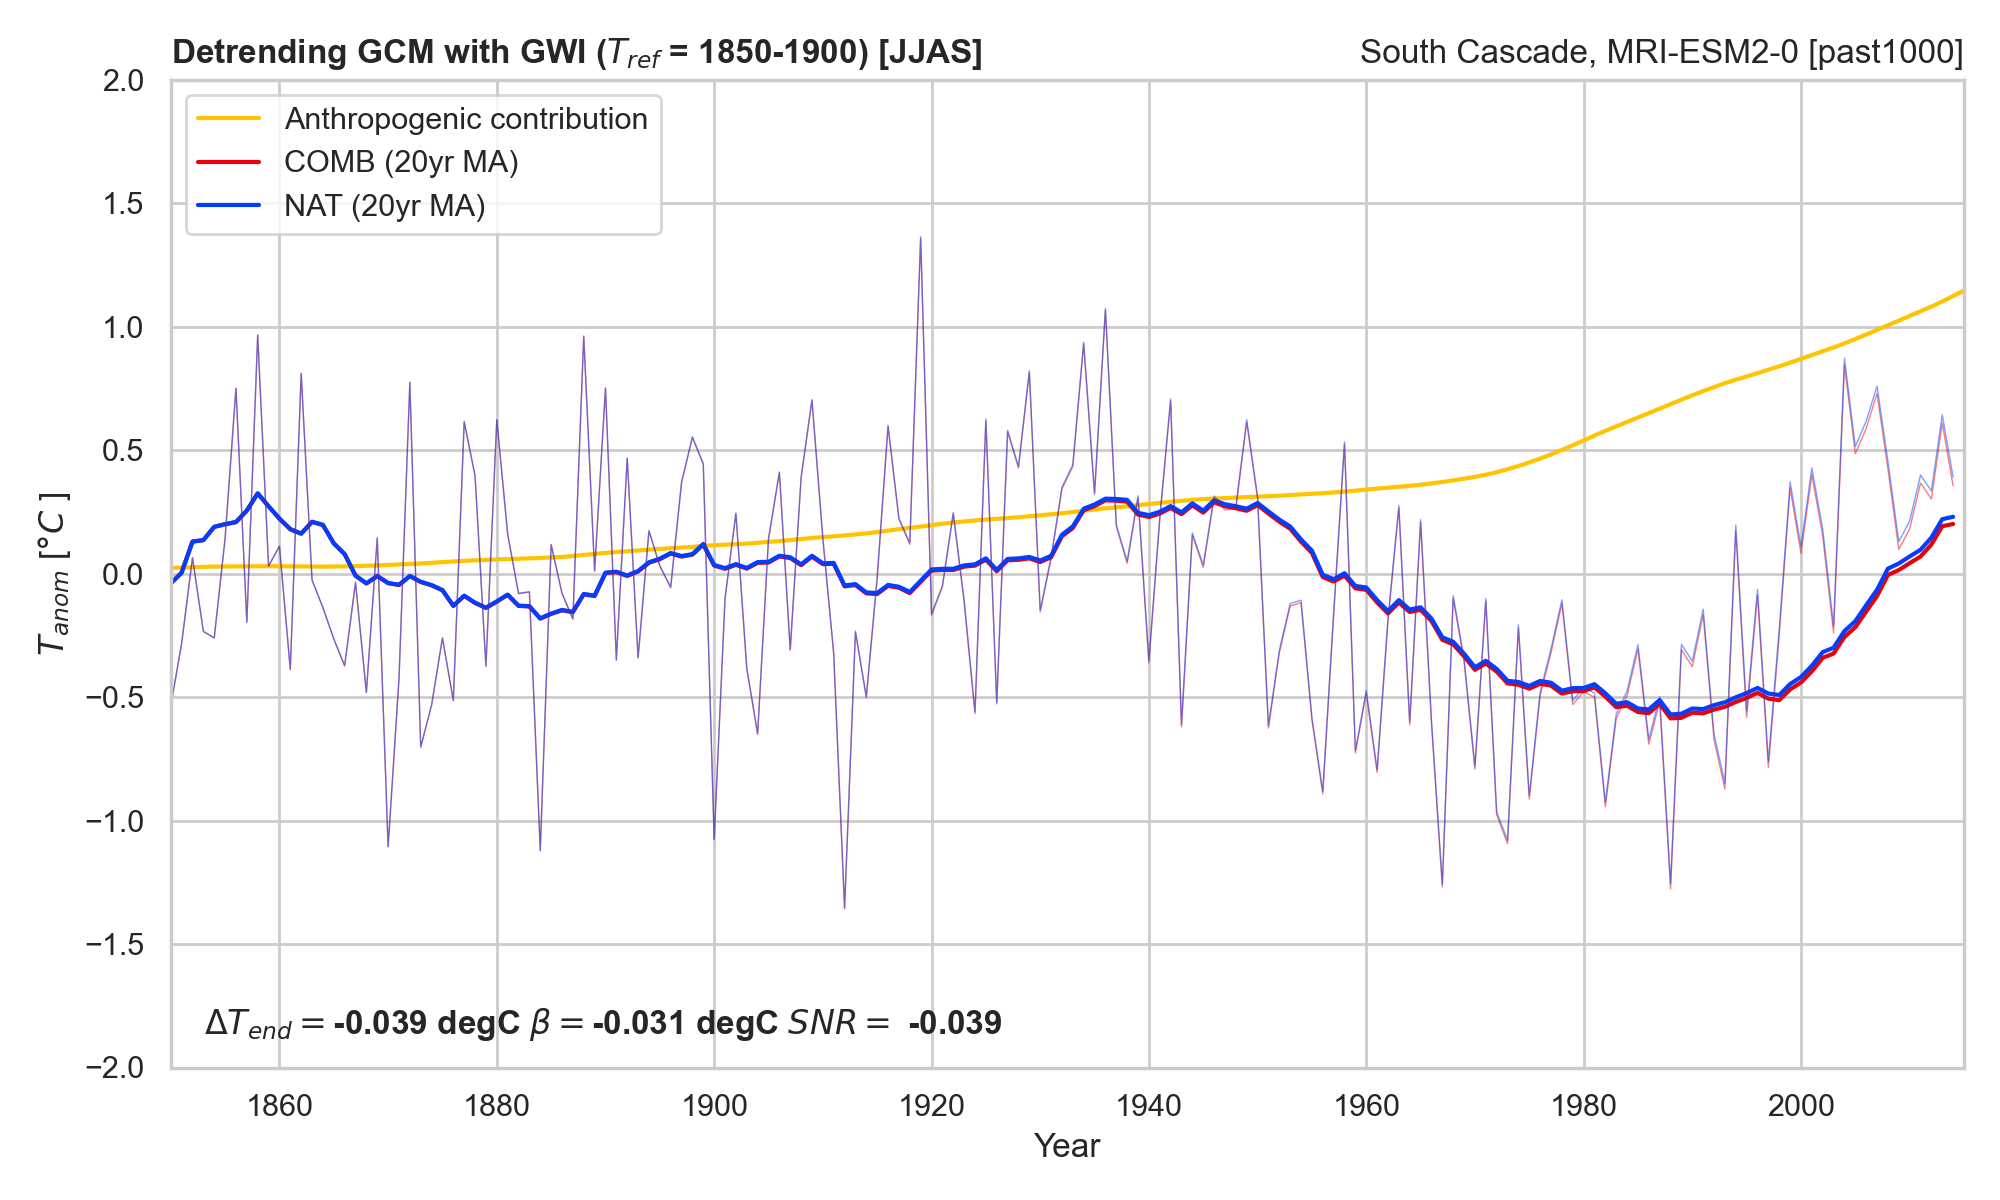 Detrending GCM with GWI (T_ref = 1850-1900) [JJAS]
South Cascade, MRI-ESM2-0 [past1000]
Anthropogenic contribution
COMB (20yr MA)
NAT (20yr MA)
2.0
1.5
1.0
0.5
0.0
−0.5
−1.0
−1.5
−2.0
T_anom [°C]
ΔT_end = -0.039 degC β = -0.031 degC SNR = -0.039
1860 1880 1900 1920 1940 1960 1980 2000
Year